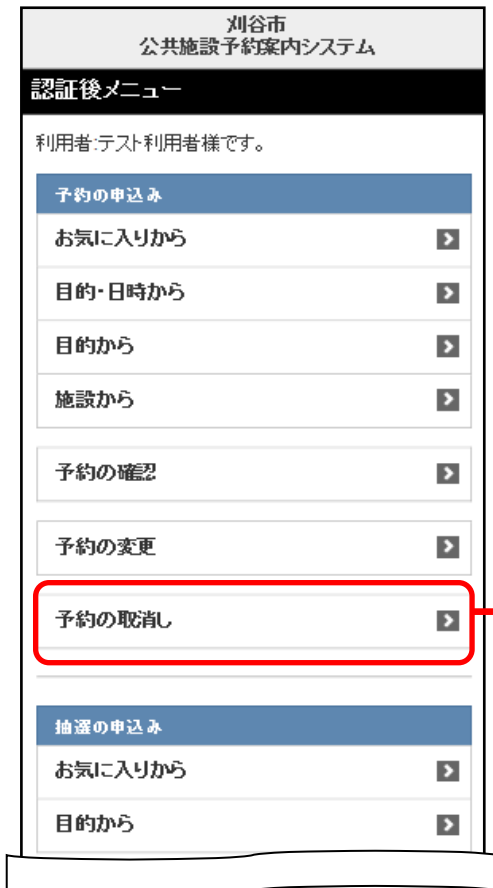 刈谷市
公共施設予約案内システム
認証後メニュー
利用者:テスト利用者様です。
予約の申込み
お気に入りから
目的・日時から
目的から
施設から
予約の確認
予約の変更
予約の取消し
抽選の申込み
お気に入りから
目的から